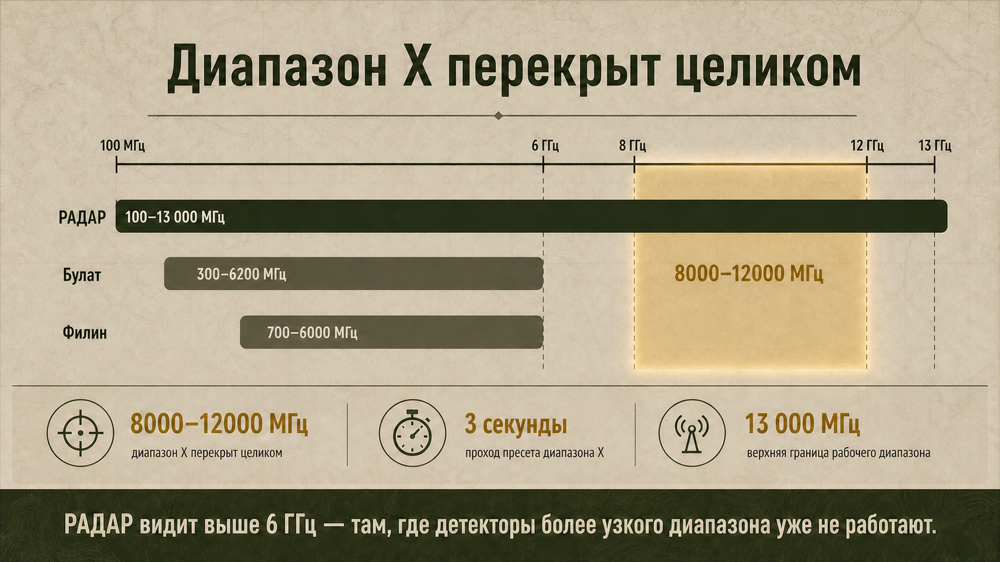 Диапазон X перекрыт целиком
100 МГц 6 ГГц 8 ГГц 12 ГГц 13 ГГц
РАДАР 100–13 000 МГц
Булат 300–6200 МГц 8000–12000 МГц
Филин 700–6000 МГц
8000–12000 МГц
диапазон X перекрыт целиком
3 секунды
проход пресета диапазона X
13 000 МГц
верхняя граница рабочего диапазона
РАДАР видит выше 6 ГГц — там, где детекторы более узкого диапазона уже не работают.